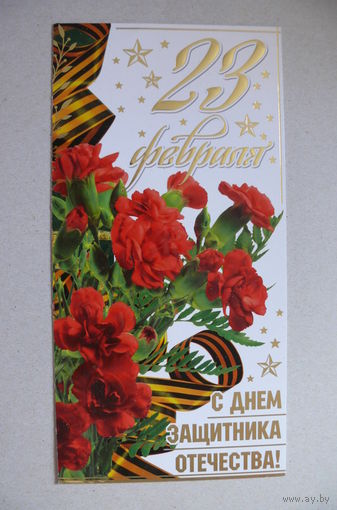 23
февраля
С ДНЕМ
ЗАЩИТНИКА
ОТЕЧЕСТВА!
www.ay.by